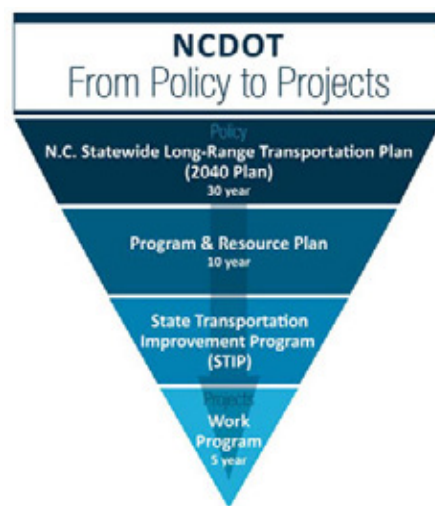 NCDOT
From Policy to Projects
Policy
N.C. Statewide Long-Range Transportation Plan
(2040 Plan)
30 year
Program & Resource Plan
10 year
State Transportation
Improvement Program
(STIP)
Projects
Work
Program
5 year